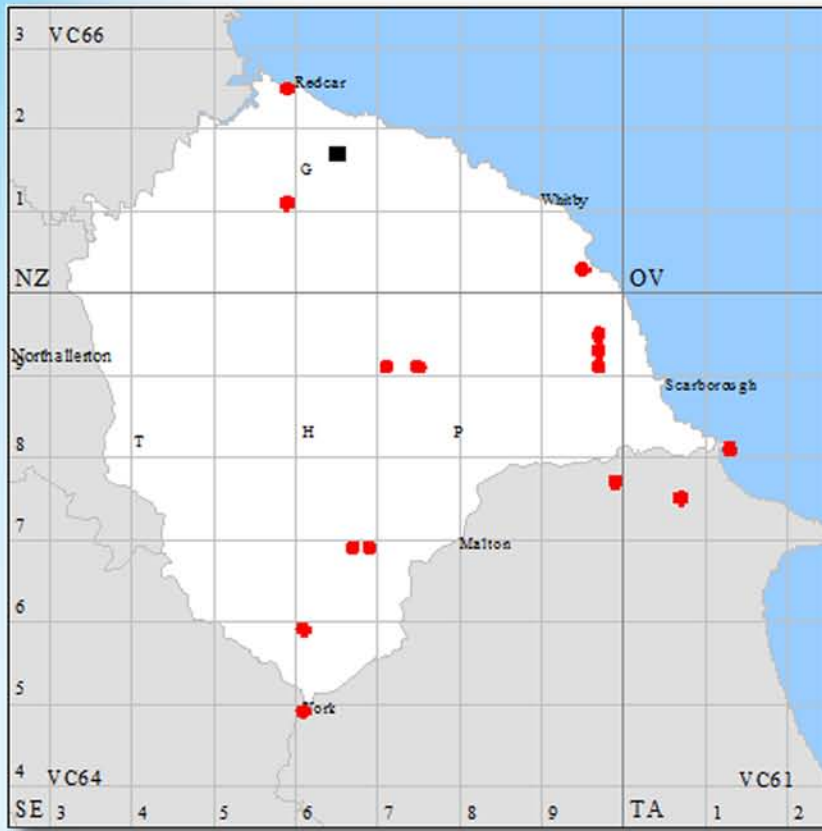 3 VC66
Redcar
2
G
1
Whitby
NZ OV
Northallerton
9
Scarborough
T H P
8
7
Malton
6
5
York
4
VC64 VC61
SE 3 4 5 6 7 8 9 TA 1 2